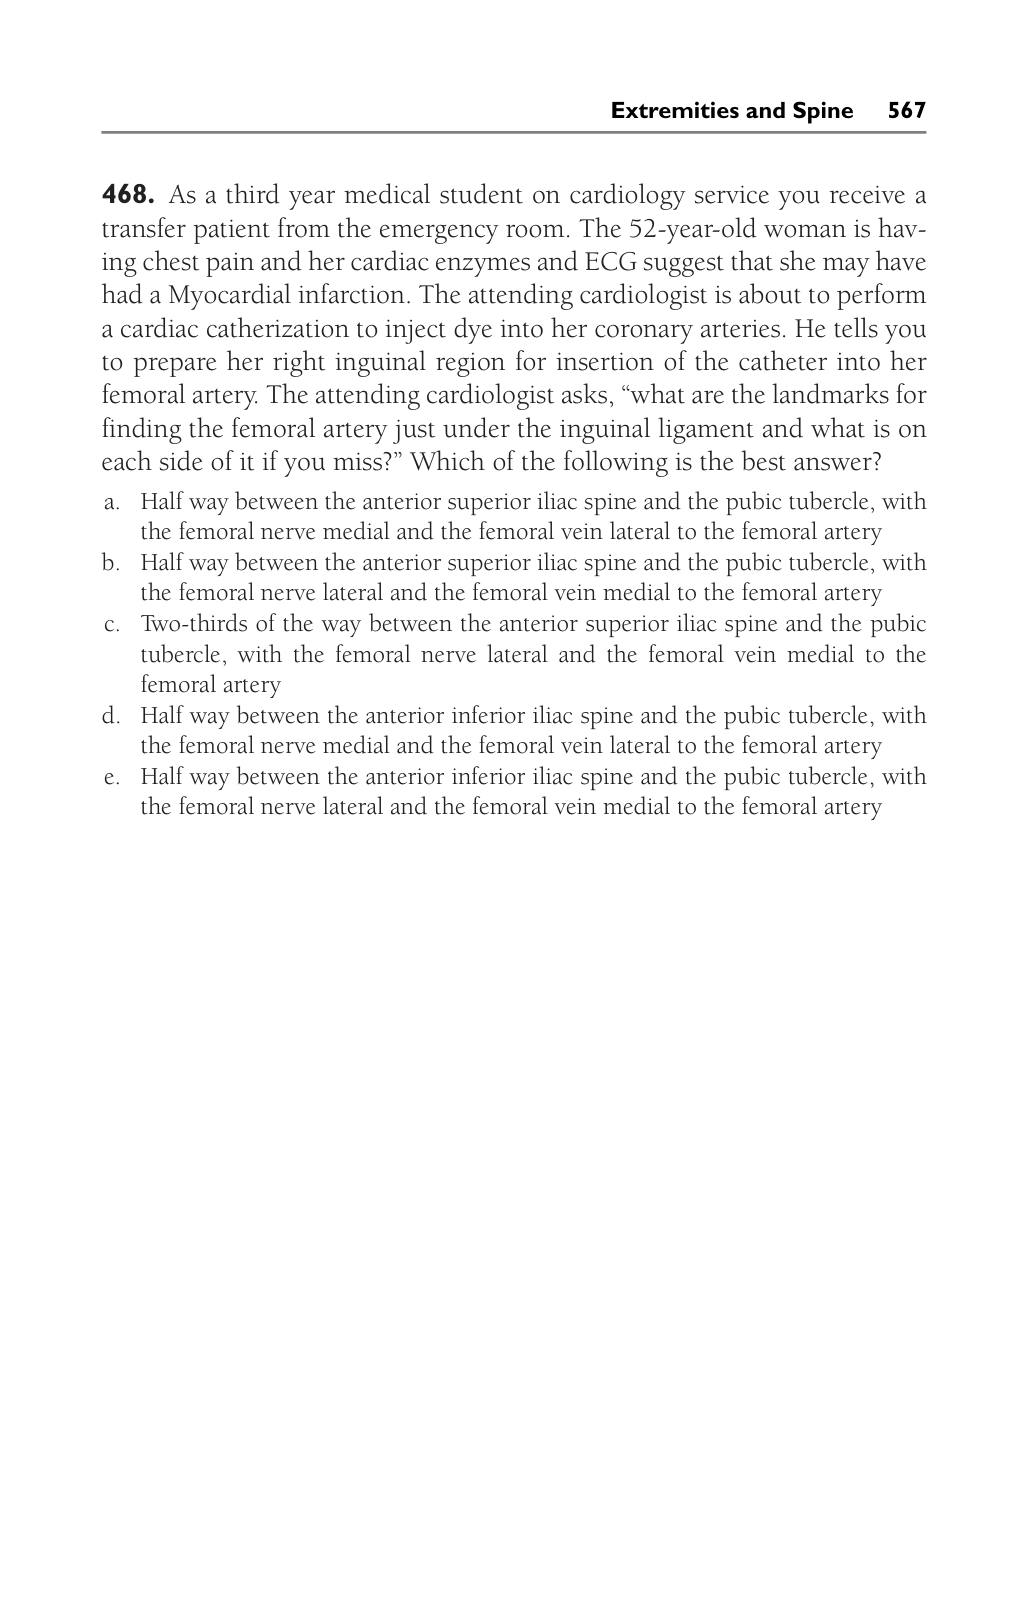 Extremities and Spine 567
468. As a third year medical student on cardiology service you receive a
transfer patient from the emergency room. The 52-year-old woman is hav-
ing chest pain and her cardiac enzymes and ECG suggest that she may have
had a Myocardial infarction. The attending cardiologist is about to perform
a cardiac catherization to inject dye into her coronary arteries. He tells you
to prepare her right inguinal region for insertion of the catheter into her
femoral artery. The attending cardiologist asks, “what are the landmarks for
finding the femoral artery just under the inguinal ligament and what is on
each side of it if you miss?” Which of the following is the best answer?
a. Half way between the anterior superior iliac spine and the pubic tubercle, with
the femoral nerve medial and the femoral vein lateral to the femoral artery
b. Half way between the anterior superior iliac spine and the pubic tubercle, with
the femoral nerve lateral and the femoral vein medial to the femoral artery
c. Two-thirds of the way between the anterior superior iliac spine and the pubic
tubercle, with the femoral nerve lateral and the femoral vein medial to the
femoral artery
d. Half way between the anterior inferior iliac spine and the pubic tubercle, with
the femoral nerve medial and the femoral vein lateral to the femoral artery
e. Half way between the anterior inferior iliac spine and the pubic tubercle, with
the femoral nerve lateral and the femoral vein medial to the femoral artery